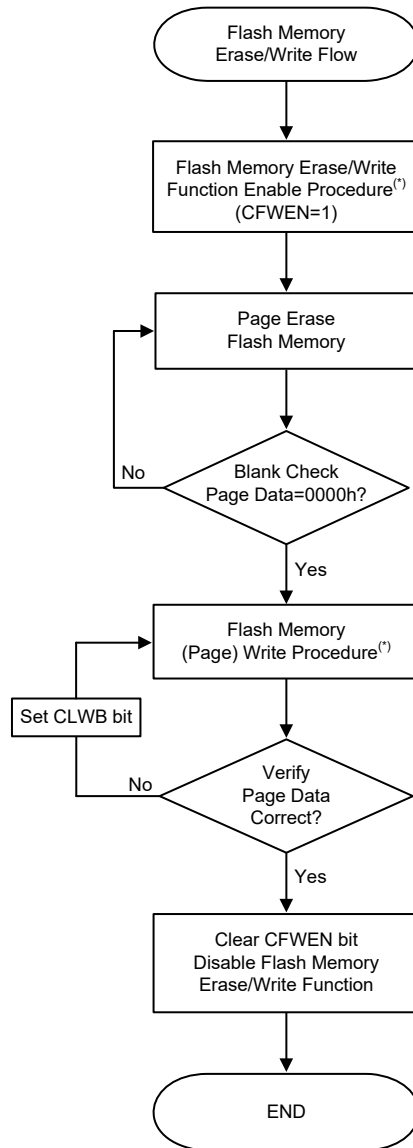 Flash Memory
Erase/Write Flow
Flash Memory Erase/Write
Function Enable Procedure(*)
(CFWEN=1)
Page Erase
Flash Memory
No
Blank Check
Page Data=0000h?
Yes
Flash Memory
(Page) Write Procedure(*)
Set CLWB bit
No
Verify
Page Data
Correct?
Yes
Clear CFWEN bit
Disable Flash Memory
Erase/Write Function
END